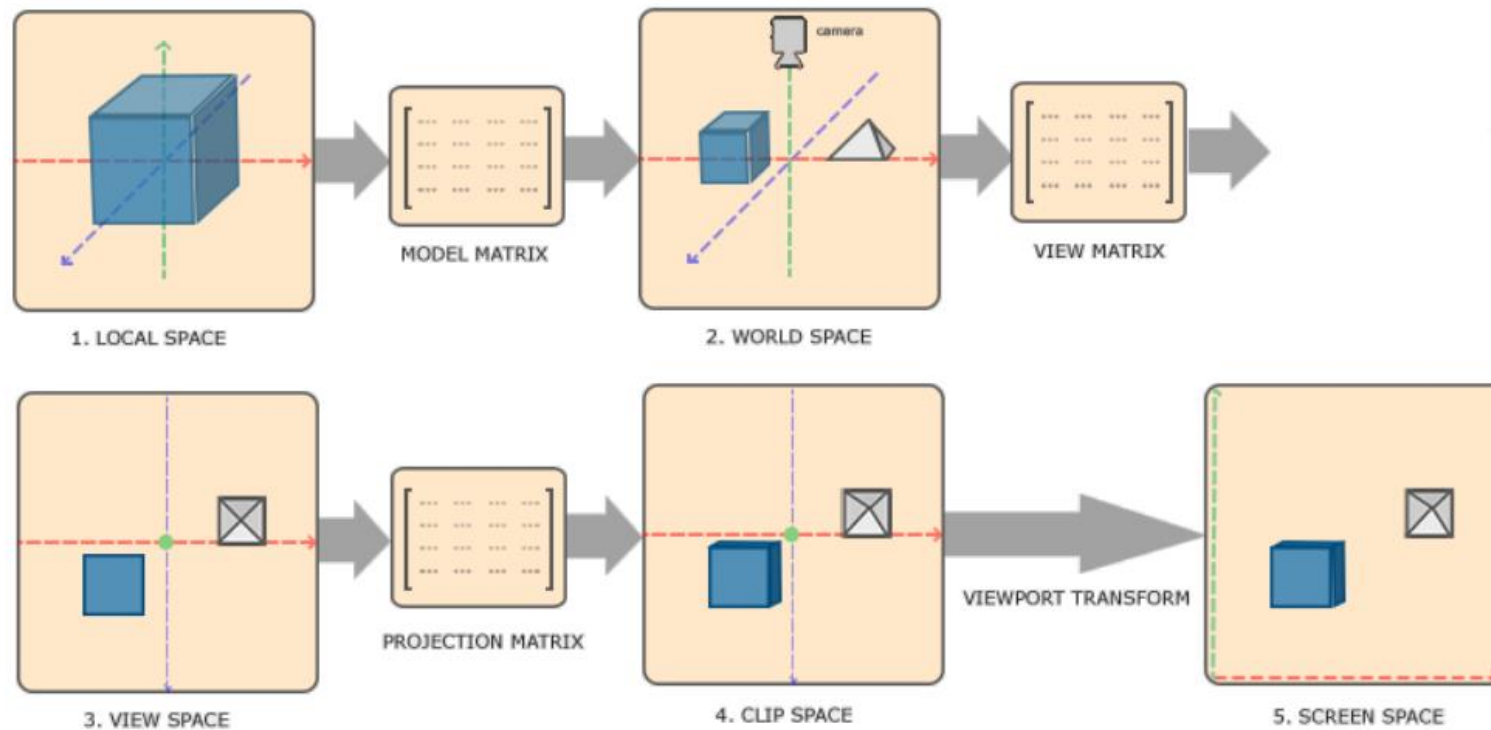 camera
MODEL MATRIX
VIEW MATRIX
1. LOCAL SPACE
2. WORLD SPACE
PROJECTION MATRIX
VIEWPORT TRANSFORM
3. VIEW SPACE
4. CLIP SPACE
5. SCREEN SPACE